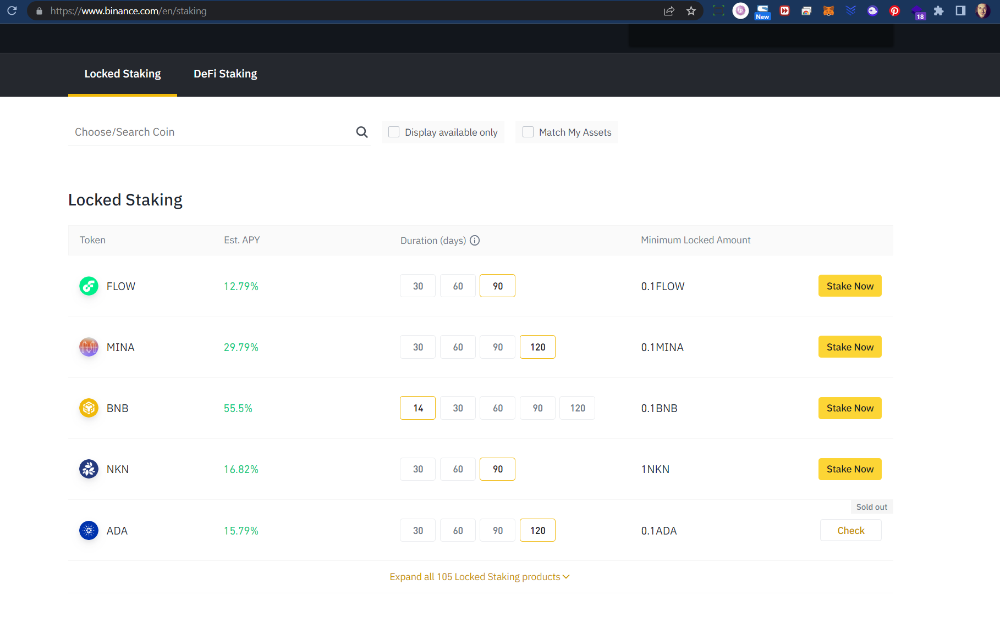 https://www.binance.com/en/staking
New
18
Locked Staking DeFi Staking
Choose/Search Coin Display available only Match My Assets
Locked Staking
Token Est. APY Duration (days) Minimum Locked Amount
FLOW 12.79% 30 60 90 0.1FLOW Stake Now
MINA 29.79% 30 60 90 120 0.1MINA Stake Now
BNB 55.5% 14 30 60 90 120 0.1BNB Stake Now
NKN 16.82% 30 60 90 1NKN Stake Now
Sold out
ADA 15.79% 30 60 90 120 0.1ADA Check
Expand all 105 Locked Staking products